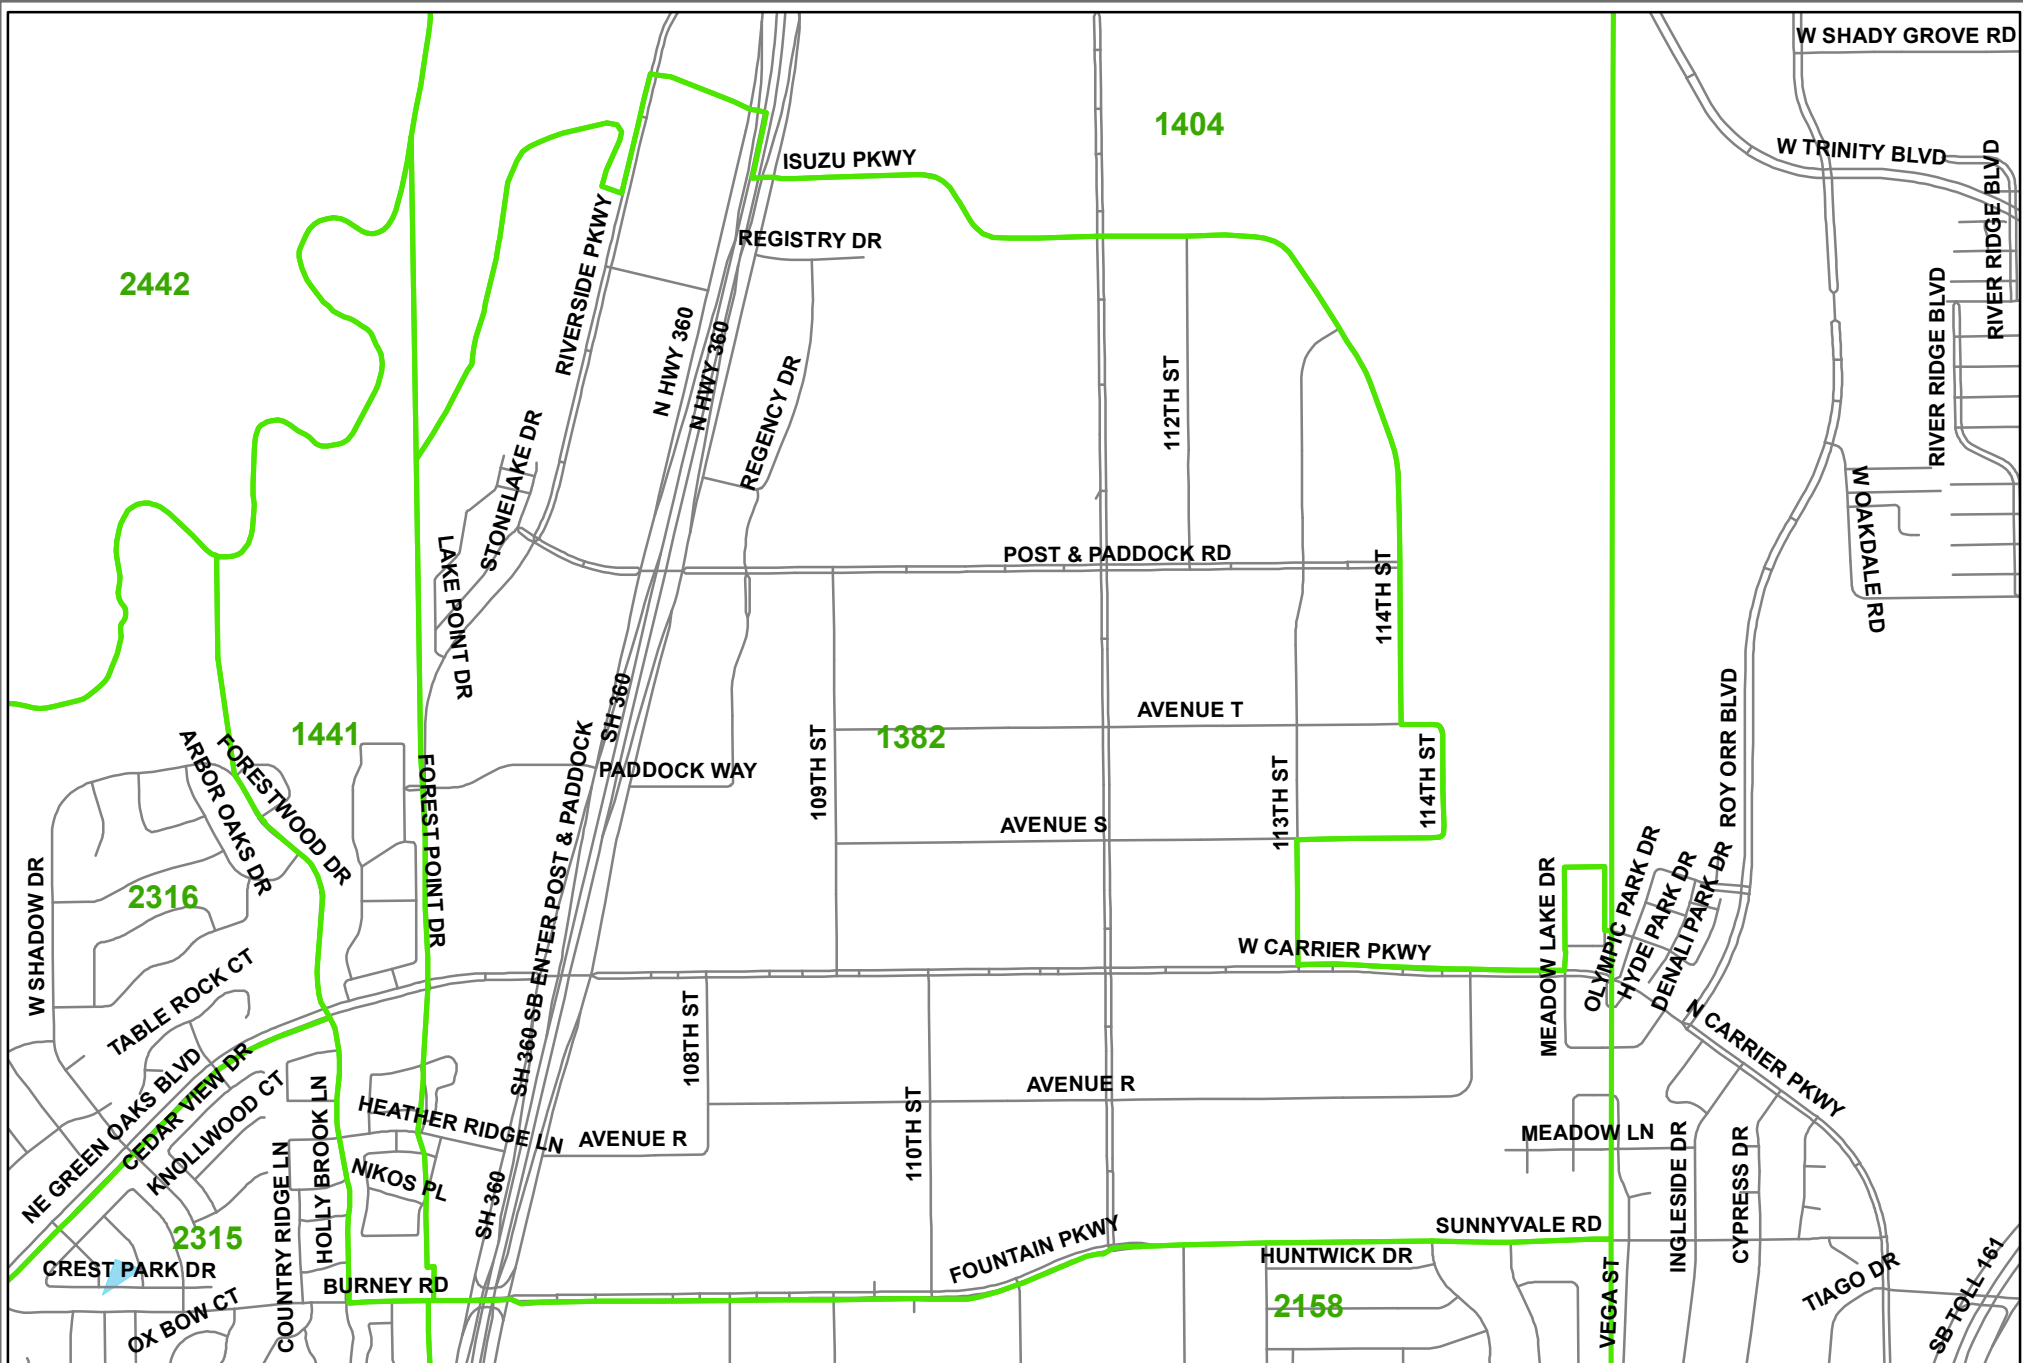 W SHADY GROVE RD
1404
W TRINITY BLVD
ISUZU PKWY
RIVER RIDGE BLVD
RIVERSIDE PKWY
REGISTRY DR
2442
N HWY 360
N HWY 360
REGENCY DR
112TH ST
RIVER RIDGE BLVD
RIVER RIDGE BLVD
STONELAKE DR
W OAKDALE RD
LAKE POINT DR
POST & PADDOCK RD
114TH ST
SH 360
AVENUE T
1441
1382
ROY ORR BLVD
ARBOR OAKS DR
FORESTWOOD DR
FOREST POINT DR
SH 360 SB ENTER POST & PADDOCK
PADDOCK WAY
109TH ST
113TH ST
114TH ST
AVENUE S
W SHADOW DR
2316
MEADOW LAKE DR
OLYMPIC PARK DR
HYDE PARK DR
DENALI PARK DR
W CARRIER PKWY
TABLE ROCK CT
108TH ST
N CARRIER PKWY
NE GREEN OAKS BLVD
CEDAR VIEW DR
KNOLLWOOD CT
HOLLY BROOK LN
HEATHER RIDGE LN
AVENUE R
AVENUE R
110TH ST
MEADOW LN
INGLESIDE DR
CYPRESS DR
NIKOS PL
COUNTRY RIDGE LN
SH 360
2315
FOUNTAIN PKWY
SUNNYVALE RD
HUNTWICK DR
CREST PARK DR
BURNEY RD
OX BOW CT
2158
VEGA ST
TIAGO DR
SB TOLL 161